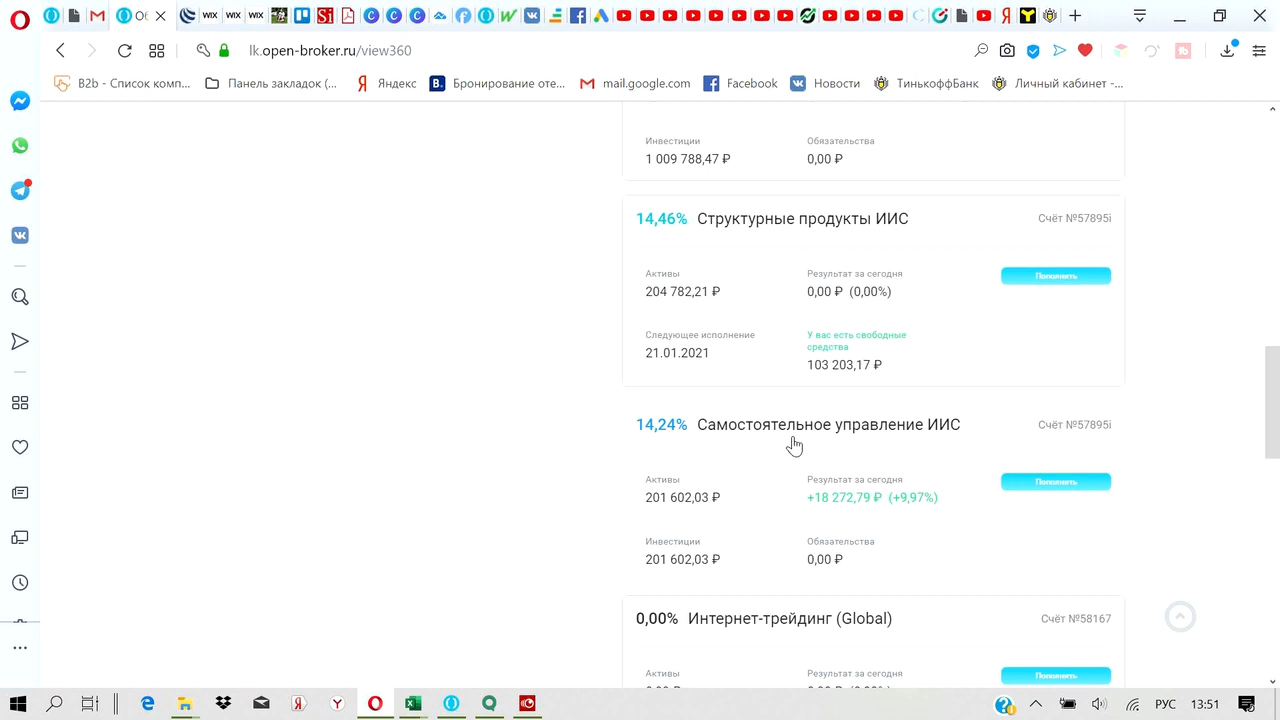 Об
WIX
WIX
WIX
Si
lk.open-broker.ru/view360
B2b - Список комп...
Панель закладок (...
Яндекс
B. Бронирование оте...
mail.google.com
Facebook
Новости
ТинькоффБанк
Личный кабинет -...
Инвестиции
Обязательства
1 009 788,47 ₽
0,00 ₽
14,46% Структурные продукты ИИС
Счёт №57895i
Активы
Результат за сегодня
Пополнить
204 782,21 ₽
0,00 ₽ (0,00%)
Следующее исполнение
У вас есть свободные
средства
21.01.2021
103 203,17 ₽
14,24% Самостоятельное управление ИИС
Счёт №57895i
Активы
Результат за сегодня
Пополнить
201 602,03 ₽
+18 272,79 ₽ (+9,97%)
Инвестиции
Обязательства
201 602,03 ₽
0,00 ₽
0,00% Интернет-трейдинг (Global)
Счёт №58167
Активы
Результат за сегодня
Пополнить
РУС
13:51